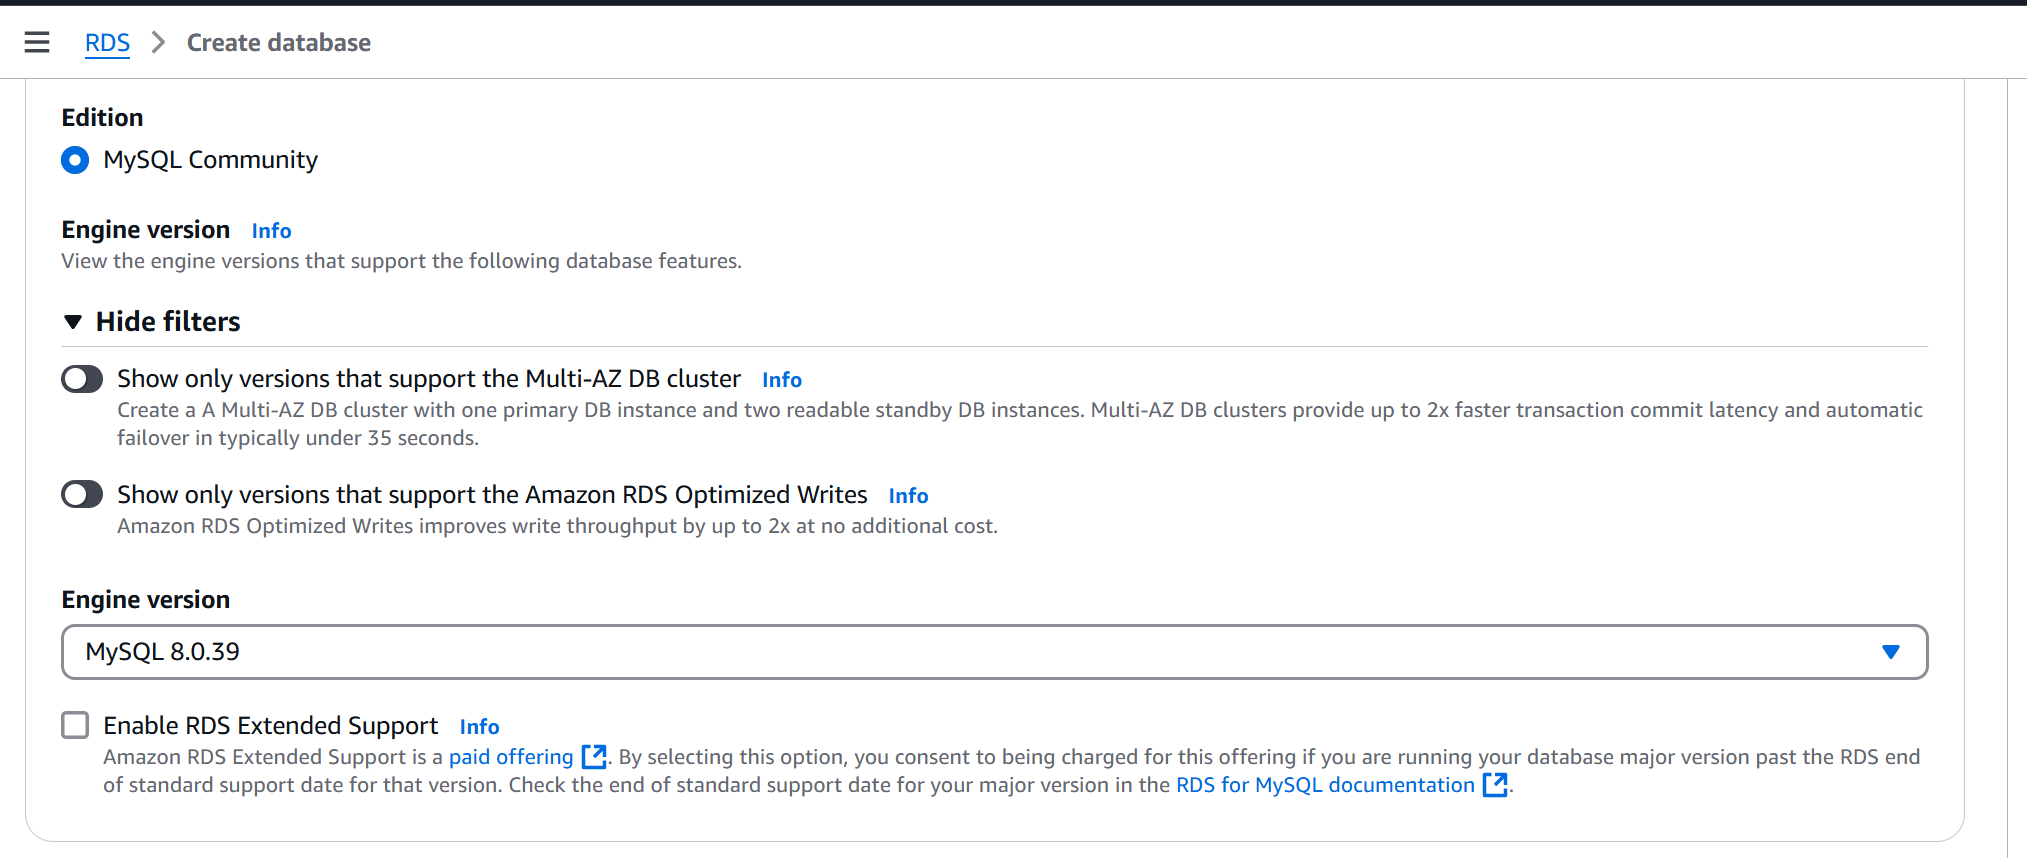 RDS > Create database
Edition
MySQL Community
Engine version Info
View the engine versions that support the following database features.
Hide filters
Show only versions that support the Multi-AZ DB cluster Info
Create a A Multi-AZ DB cluster with one primary DB instance and two readable standby DB instances. Multi-AZ DB clusters provide up to 2x faster transaction commit latency and automatic
failover in typically under 35 seconds.
Show only versions that support the Amazon RDS Optimized Writes Info
Amazon RDS Optimized Writes improves write throughput by up to 2x at no additional cost.
Engine version
MySQL 8.0.39
Enable RDS Extended Support Info
Amazon RDS Extended Support is a paid offering. By selecting this option, you consent to being charged for this offering if you are running your database major version past the RDS end
of standard support date for that version. Check the end of standard support date for your major version in the RDS for MySQL documentation.